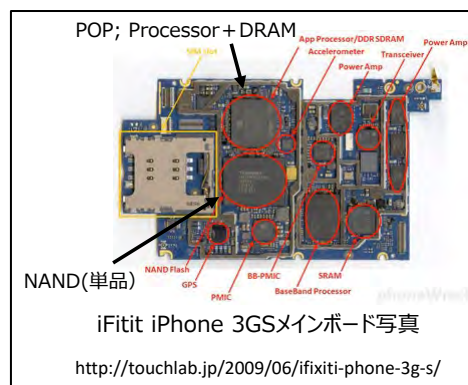 POP; Processor+DRAM
App Processor/DDR SDRAM
Accelerometer
Power Amp
Transceiver
Power Amp
SIM Slot
NAND(単品)
NAND Flash
GPS
PMIC
BB-PMIC
BaseBand Processor
SRAM
phoneWreck
iFitit iPhone 3GSメインボード写真
http://touchlab.jp/2009/06/ifixiti-phone-3g-s/